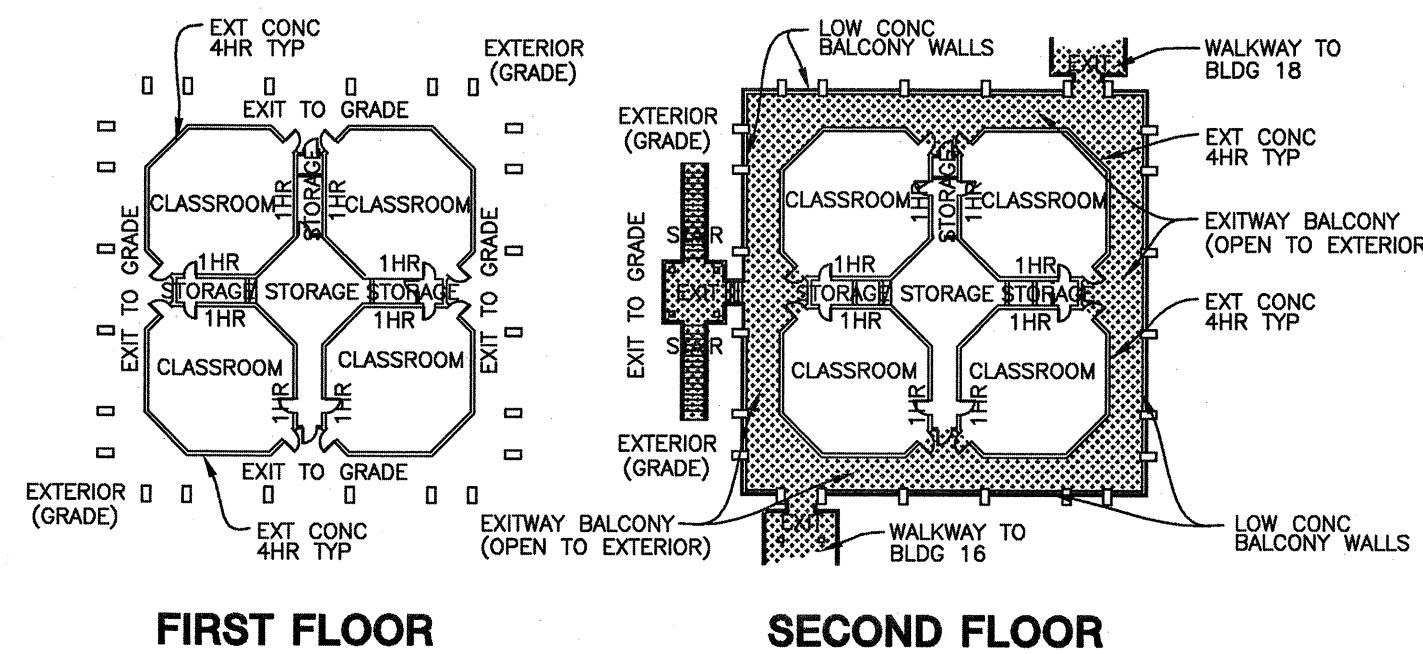 EXT CONC
4HR TYP
EXTERIOR
(GRADE)
EXIT TO GRADE
CLASSROOM
1HR
STORAGE
1HR
CLASSROOM
EXIT TO GRADE
EXIT TO GRADE
1HR
1HR
STORAGE
STORAGE
STORAGE
1HR
1HR
CLASSROOM
CLASSROOM
1HR
1HR
EXIT TO GRADE
EXTERIOR
(GRADE)
EXT CONC
4HR TYP
FIRST FLOOR
LOW CONC
BALCONY WALLS
EXIT
WALKWAY TO
BLDG 18
EXTERIOR
(GRADE)
EXT CONC
4HR TYP
CLASSROOM
1HR
STORAGE
1HR
CLASSROOM
EXITWAY BALCONY
(OPEN TO EXTERIOR
EXIT TO GRADE
STAIR
EXIT
STAIR
1HR
1HR
STORAGE
STORAGE
STORAGE
1HR
1HR
EXT CONC
4HR TYP
CLASSROOM
CLASSROOM
1HR
1HR
EXTERIOR
(GRADE)
EXITWAY BALCONY
(OPEN TO EXTERIOR)
EXIT
WALKWAY TO
BLDG 16
LOW CONC
BALCONY WALLS
SECOND FLOOR